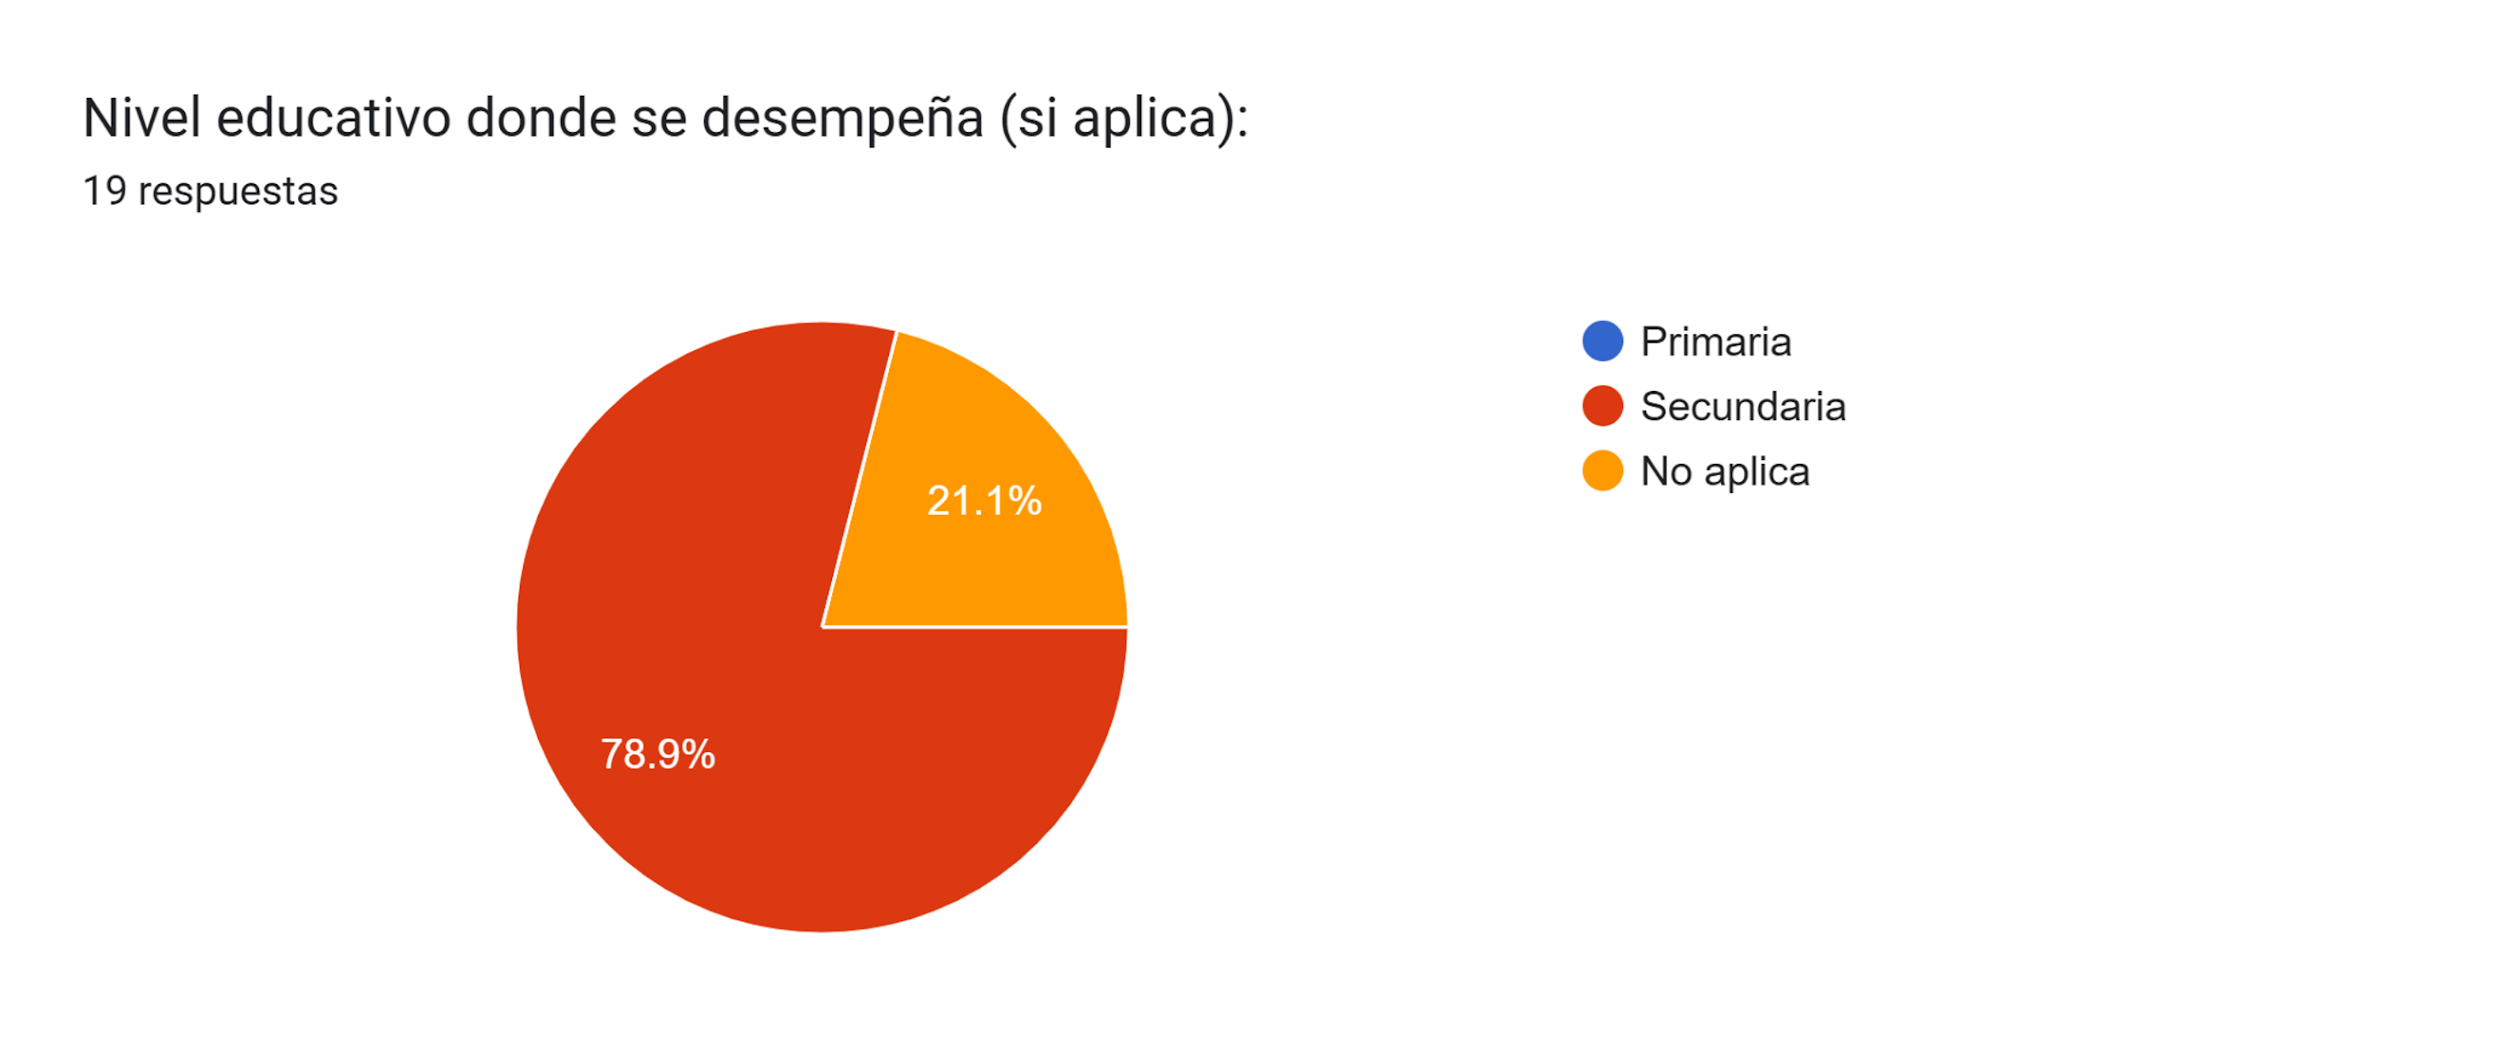 Nivel educativo donde se desempeña (si aplica):
19 respuestas
Primaria
Secundaria
No aplica
21.1%
78.9%